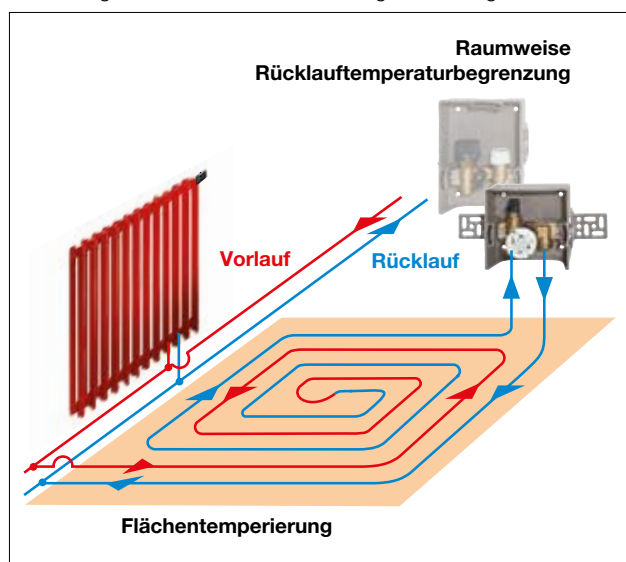 Raumweise
Rücklauftemperaturbegrenzung
Vorlauf
Rücklauf
Flächentemperierung